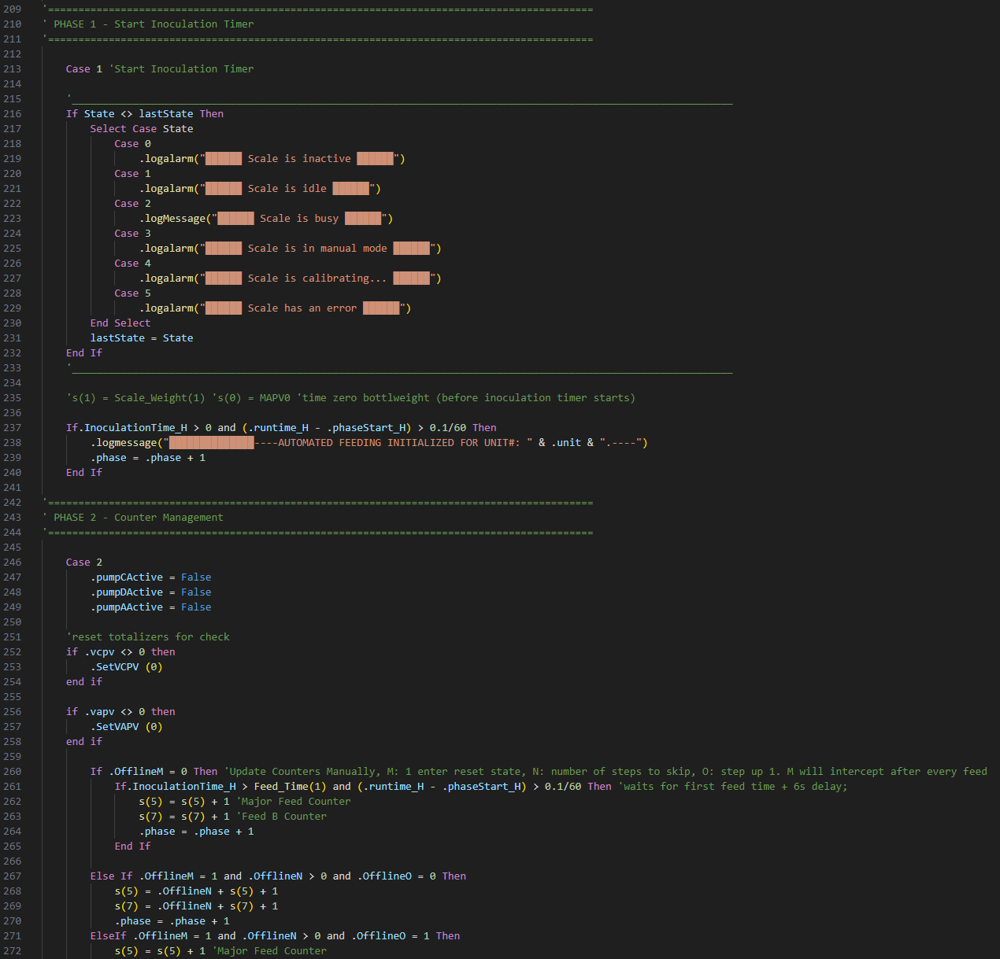 209 '==========================================================================================
210 ' PHASE 1 - Start Inoculation Timer
211 '==========================================================================================
212
213 Case 1 'Start Inoculation Timer
214
215 '_____________________________________________________________________________________________________________
216 If State <> lastState Then
217 Select Case State
218 Case 0
219 .logalarm("██████ Scale is inactive ██████")
220 Case 1
221 .logalarm("██████ Scale is idle ██████")
222 Case 2
223 .logMessage("██████ Scale is busy ██████")
224 Case 3
225 .logalarm("██████ Scale is in manual mode ██████")
226 Case 4
227 .logalarm("██████ Scale is calibrating... ██████")
228 Case 5
229 .logalarm("██████ Scale has an error ██████")
230 End Select
231 lastState = State
232 End If
233 '_____________________________________________________________________________________________________________
234
235 's(1) = Scale_Weight(1) 's(0) = MAPV0 'time zero bottlweight (before inoculation timer starts)
236
237 If.InoculationTime_H > 0 and (.runtime_H - .phaseStart_H) > 0.1/60 Then
238 .logmessage("██████████████----AUTOMATED FEEDING INITIALIZED FOR UNIT#: " & .unit & ".----")
239 .phase = .phase + 1
240 End If
241
242 '==========================================================================================
243 ' PHASE 2 - Counter Management
244 '==========================================================================================
245
246 Case 2
247 .pumpCActive = False
248 .pumpDActive = False
249 .pumpAActive = False
250
251 'reset totalizers for check
252 if .vcpv <> 0 then
253 .SetVCPV (0)
254 end if
255
256 if .vapv <> 0 then
257 .SetVAPV (0)
258 end if
259
260 If .OfflineM = 0 Then 'Update Counters Manually, M: 1 enter reset state, N: number of steps to skip, O: step up 1. M will intercept after every feed
261 If.InoculationTime_H > Feed_Time(1) and (.runtime_H - .phaseStart_H) > 0.1/60 Then 'waits for first feed time + 6s delay;
262 s(5) = s(5) + 1 'Major Feed Counter
263 s(7) = s(7) + 1 'Feed B Counter
264 .phase = .phase + 1
265 End If
266
267 Else If .OfflineM = 1 and .OfflineN > 0 and .OfflineO = 0 Then
268 s(5) = .OfflineN + s(5) + 1
269 s(7) = .OfflineN + s(7) + 1
270 .phase = .phase + 1
271 ElseIf .OfflineM = 1 and .OfflineN > 0 and .OfflineO = 1 Then
272 s(5) = s(5) + 1 'Major Feed Counter